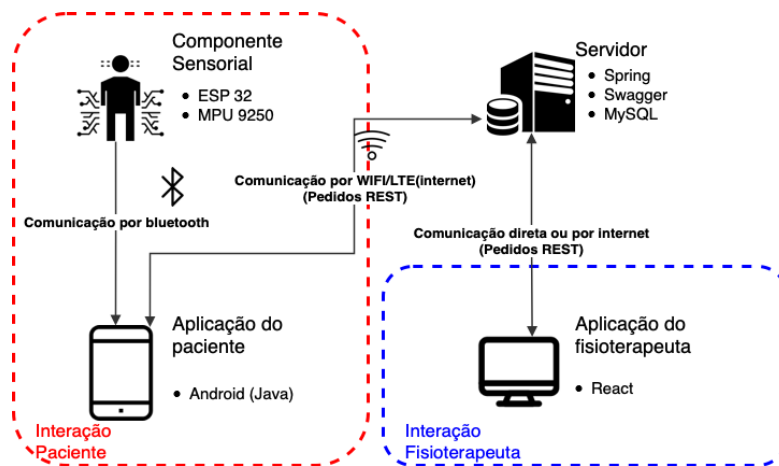 Componente
Sensorial
• ESP 32
• MPU 9250
Servidor
• Spring
• Swagger
• MySQL
Comunicação por WIFI/LTE(internet)
(Pedidos REST)
Comunicação por bluetooth
Comunicação direta ou por internet
(Pedidos REST)
Aplicação do
paciente
• Android (Java)
Aplicação do
fisioterapeuta
• React
Interação
Paciente
Interação
Fisioterapeuta